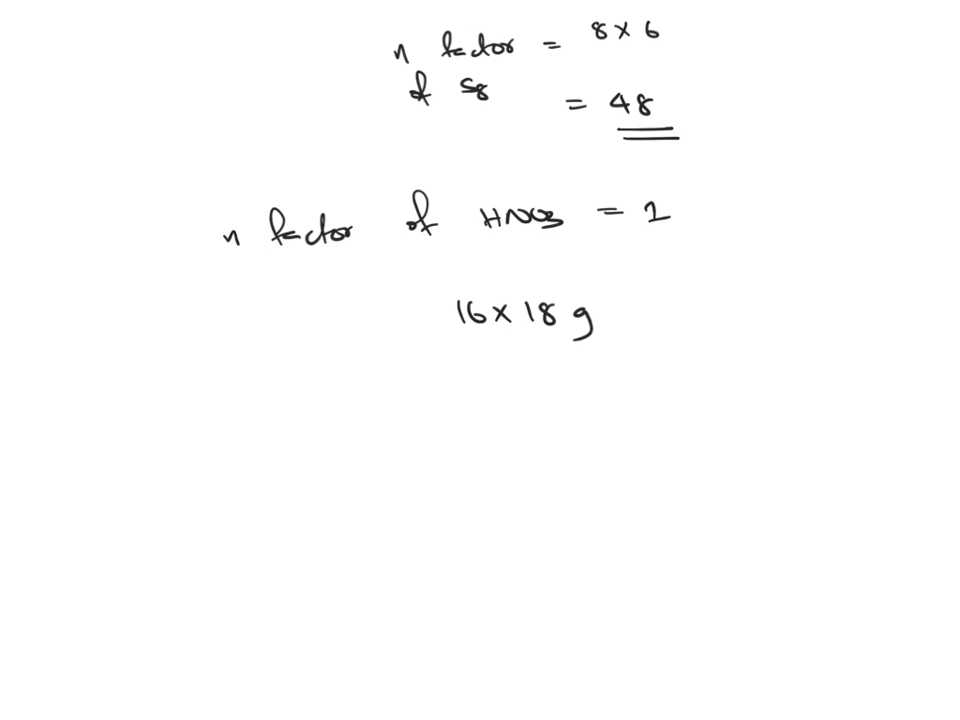 n factor = 8 x 6
of S8 = 48
n factor of HNO3 = 1
16 x 18 g